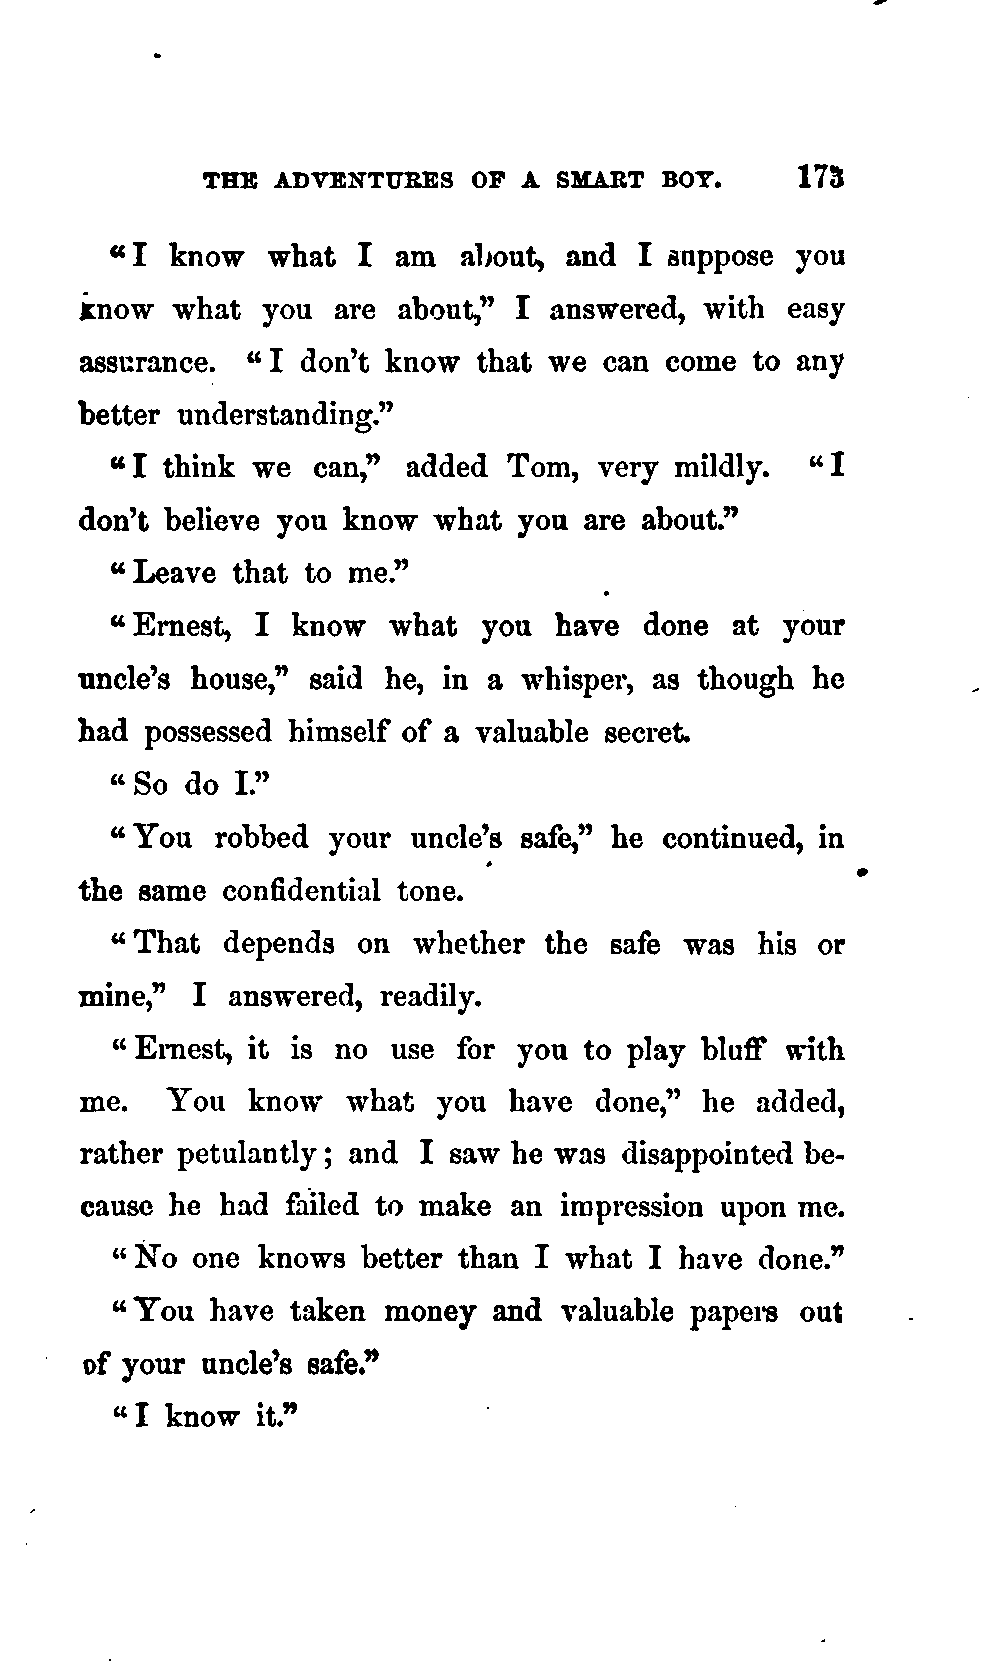 THE ADVENTURES OF A SMART BOY. 173
"I know what I am about, and I suppose you
know what you are about," I answered, with easy
assurance. "I don't know that we can come to any
better understanding."
"I think we can," added Tom, very mildly. "I
don't believe you know what you are about."
"Leave that to me."
"Ernest, I know what you have done at your
uncle's house," said he, in a whisper, as though he
had possessed himself of a valuable secret.
"So do I."
"You robbed your uncle's safe," he continued, in
the same confidential tone.
"That depends on whether the safe was his or
mine," I answered, readily.
"Ernest, it is no use for you to play bluff with
me. You know what you have done," he added,
rather petulantly; and I saw he was disappointed be-
cause he had failed to make an impression upon me.
"No one knows better than I what I have done."
"You have taken money and valuable papers out
of your uncle's safe."
"I know it."